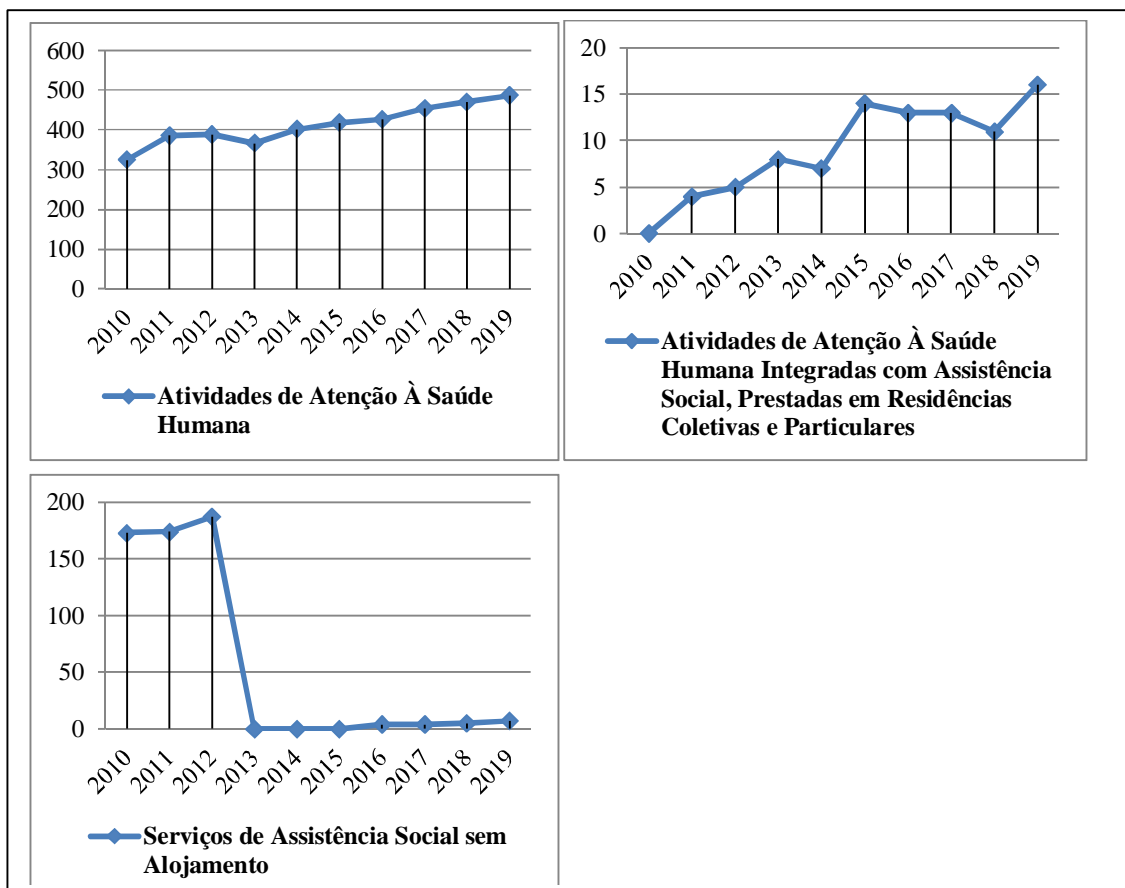 600
500
400
300
200
100
0
2010 2011 2012 2013 2014 2015 2016 2017 2018 2019
Atividades de Atenção À Saúde
Humana
20
15
10
5
0
2010 2011 2012 2013 2014 2015 2016 2017 2018 2019
Atividades de Atenção À Saúde
Humana Integradas com Assistência
Social, Prestadas em Residências
Coletivas e Particulares
200
150
100
50
0
2010 2011 2012 2013 2014 2015 2016 2017 2018 2019
Serviços de Assistência Social sem
Alojamento